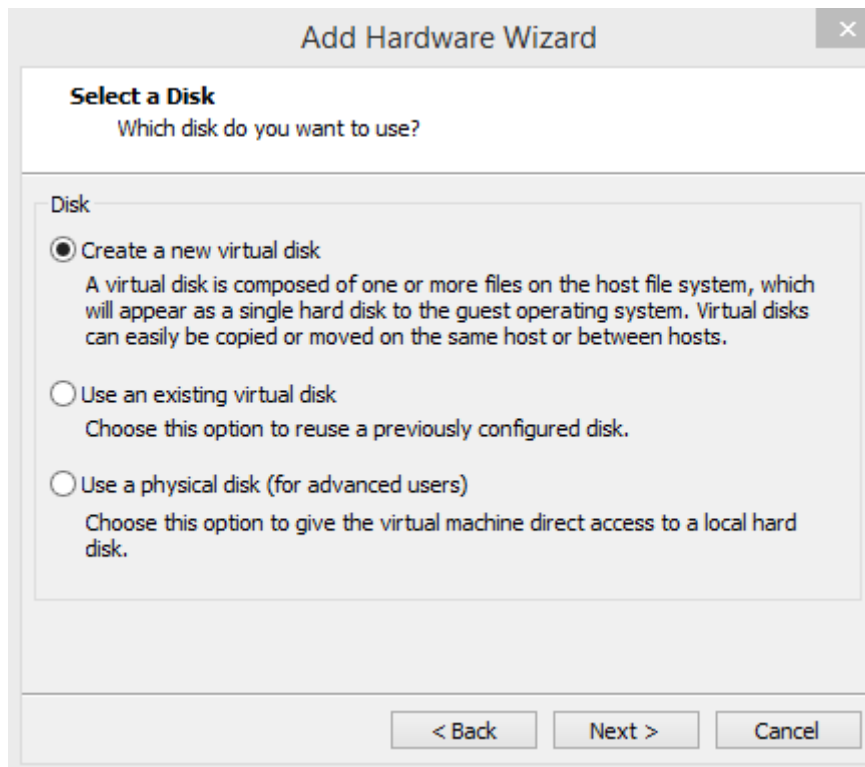 Add Hardware Wizard
Select a Disk
Which disk do you want to use?
Disk
Create a new virtual disk
A virtual disk is composed of one or more files on the host file system, which
will appear as a single hard disk to the guest operating system. Virtual disks
can easily be copied or moved on the same host or between hosts.
Use an existing virtual disk
Choose this option to reuse a previously configured disk.
Use a physical disk (for advanced users)
Choose this option to give the virtual machine direct access to a local hard
disk.
< Back Next > Cancel